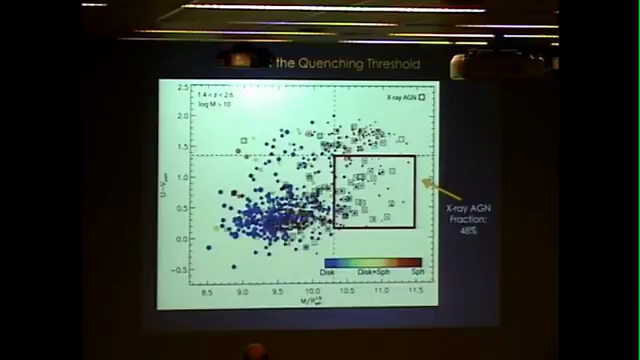 the Quenching Threshold
1.4 < z < 2.6
log M > 10
X-ray AGN
2.5
2.0
1.5
1.0
0.5
0.0
-0.5
8.5 9.0 9.5 10.0 10.5 11.0 11.5
Disk Disk+Sph Sph
X-ray AGN
Fraction:
48%